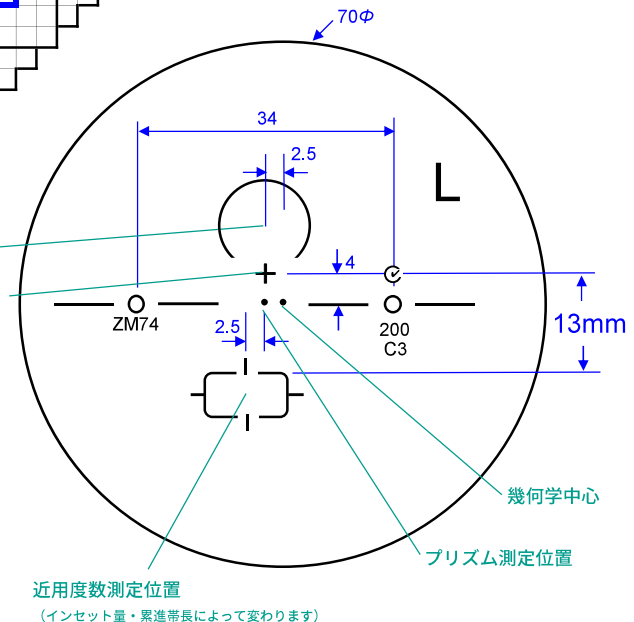 70Φ
34
2.5
L
4
ZM74
200
C3
2.5
13mm
幾何学中心
プリズム測定位置
近用度数測定位置
（インセット量・累進帯長によって変わります）